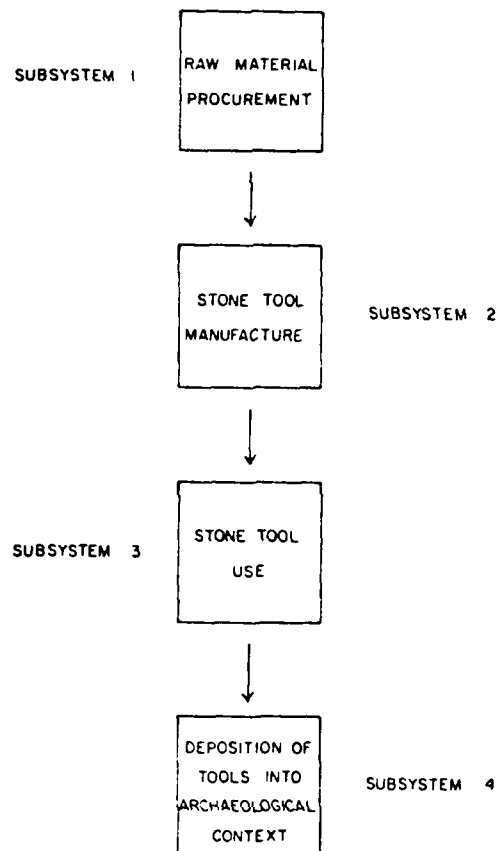 SUBSYSTEM 1
RAW MATERIAL
PROCUREMENT
STONE TOOL
MANUFACTURE
SUBSYSTEM 2
SUBSYSTEM 3
STONE TOOL
USE
DEPOSITION OF
TOOLS INTO
ARCHAEOLOGICAL
CONTEXT
SUBSYSTEM 4